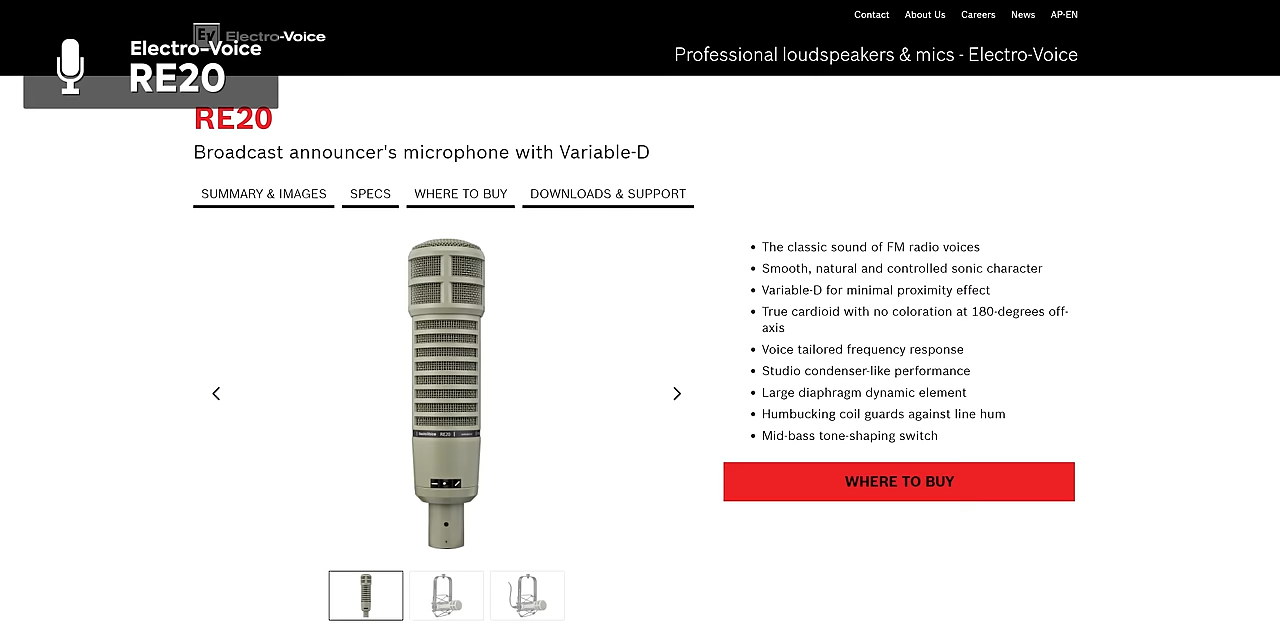 Contact About Us Careers News AP-EN
EV Electro-Voice
Electro-Voice
RE20
Professional loudspeakers & mics - Electro-Voice
RE20
Broadcast announcer's microphone with Variable-D
SUMMARY & IMAGES SPECS WHERE TO BUY DOWNLOADS & SUPPORT
• The classic sound of FM radio voices
• Smooth, natural and controlled sonic character
• Variable-D for minimal proximity effect
• True cardioid with no coloration at 180-degrees off-
axis
• Voice tailored frequency response
• Studio condenser-like performance
• Large diaphragm dynamic element
• Humbucking coil guards against line hum
• Mid-bass tone-shaping switch
WHERE TO BUY
RE20